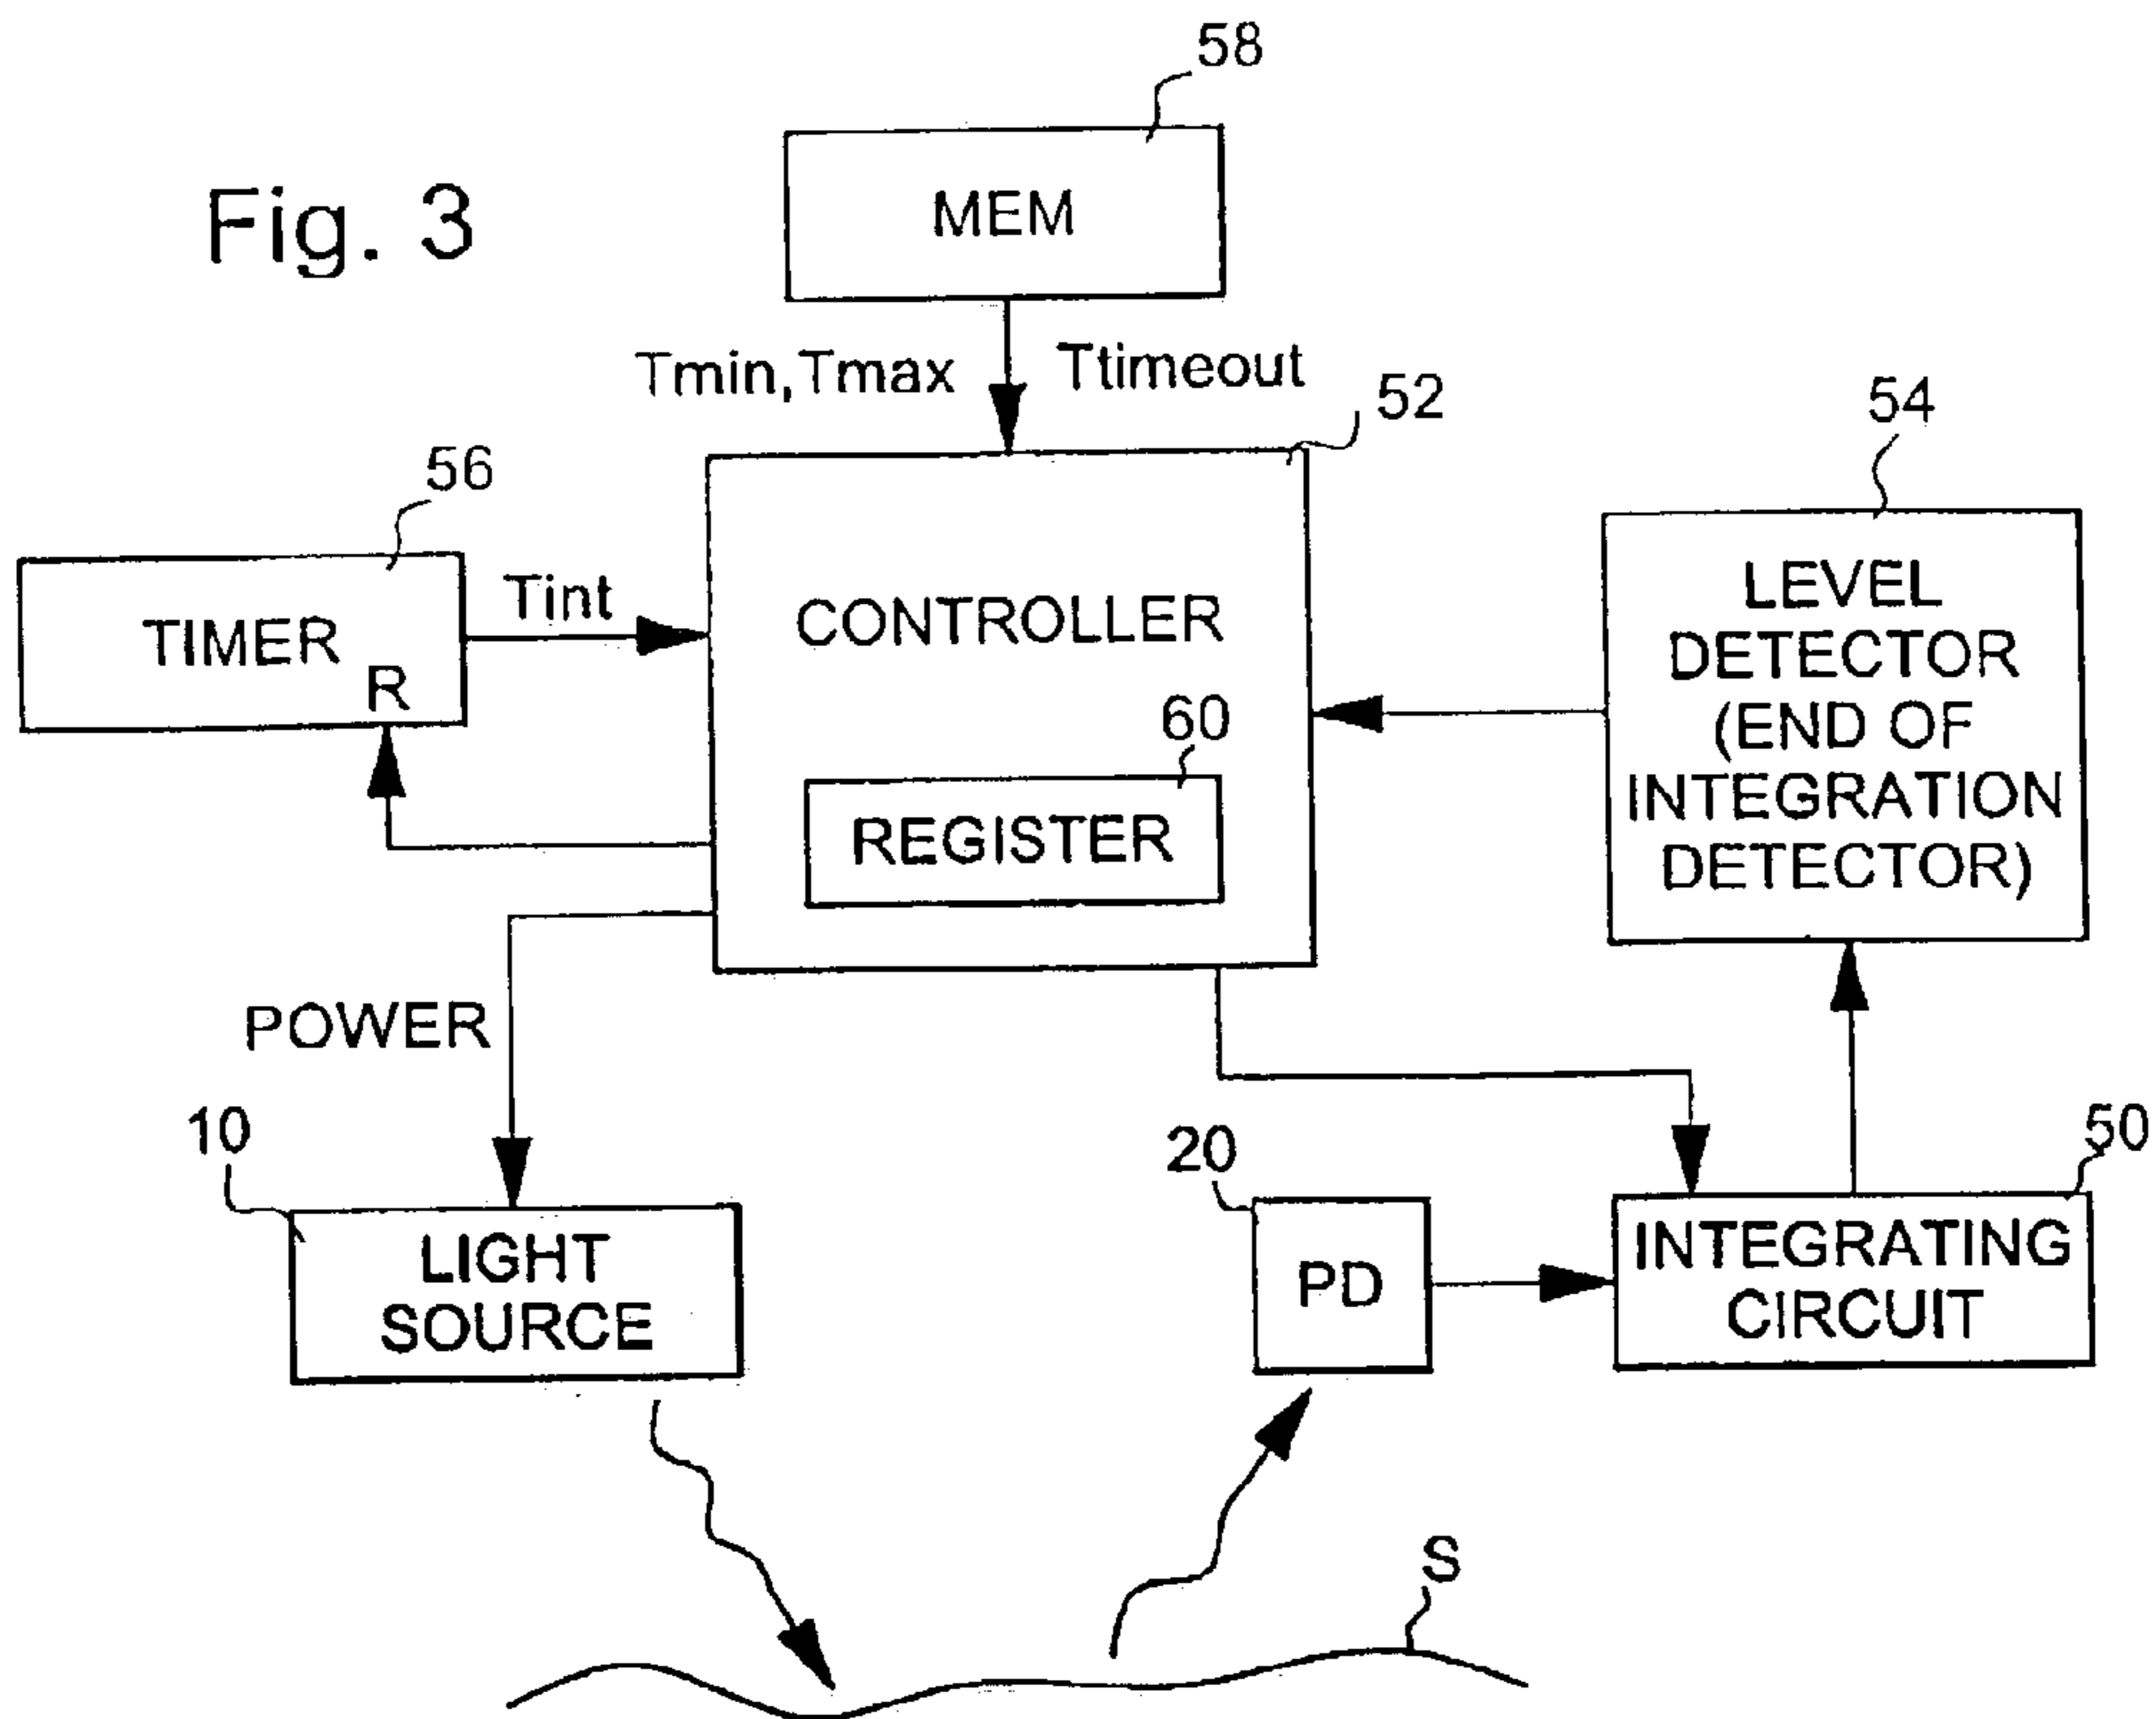 58
Fig. 3
MEM
Tmin,Tmax
Ttimeout
52
54
56
TIMER
R
Tint
CONTROLLER
60
REGISTER
LEVEL
DETECTOR
(END OF
INTEGRATION
DETECTOR)
POWER
10
LIGHT
SOURCE
20
PD
50
INTEGRATING
CIRCUIT
S